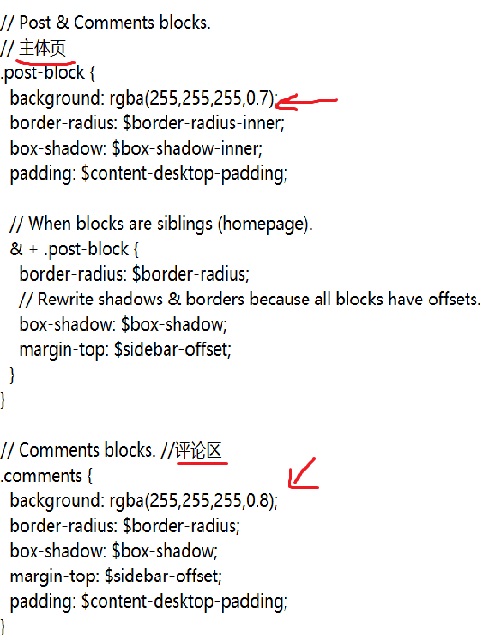 // Post & Comments blocks.
// 主体页
.post-block {
background: rgba(255,255,255,0.7);
border-radius: $border-radius-inner;
box-shadow: $box-shadow-inner;
padding: $content-desktop-padding;
// When blocks are siblings (homepage).
& + .post-block {
border-radius: $border-radius;
// Rewrite shadows & borders because all blocks have offsets.
box-shadow: $box-shadow;
margin-top: $sidebar-offset;
}
}
// Comments blocks. //评论区
.comments {
background: rgba(255,255,255,0.8);
border-radius: $border-radius;
box-shadow: $box-shadow;
margin-top: $sidebar-offset;
padding: $content-desktop-padding;
}